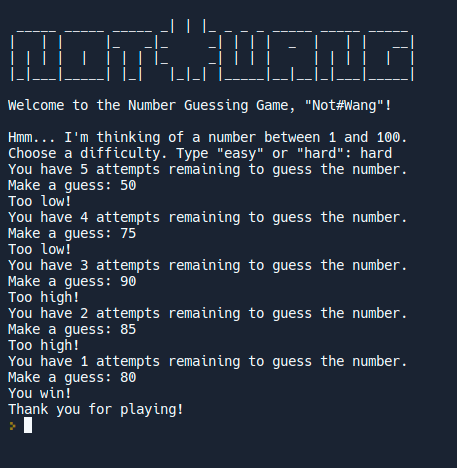 not#wang
Welcome to the Number Guessing Game, "Not#Wang"!
Hmm... I'm thinking of a number between 1 and 100.
Choose a difficulty. Type "easy" or "hard": hard
You have 5 attempts remaining to guess the number.
Make a guess: 50
Too low!
You have 4 attempts remaining to guess the number.
Make a guess: 75
Too low!
You have 3 attempts remaining to guess the number.
Make a guess: 90
Too high!
You have 2 attempts remaining to guess the number.
Make a guess: 85
Too high!
You have 1 attempts remaining to guess the number.
Make a guess: 80
You win!
Thank you for playing!